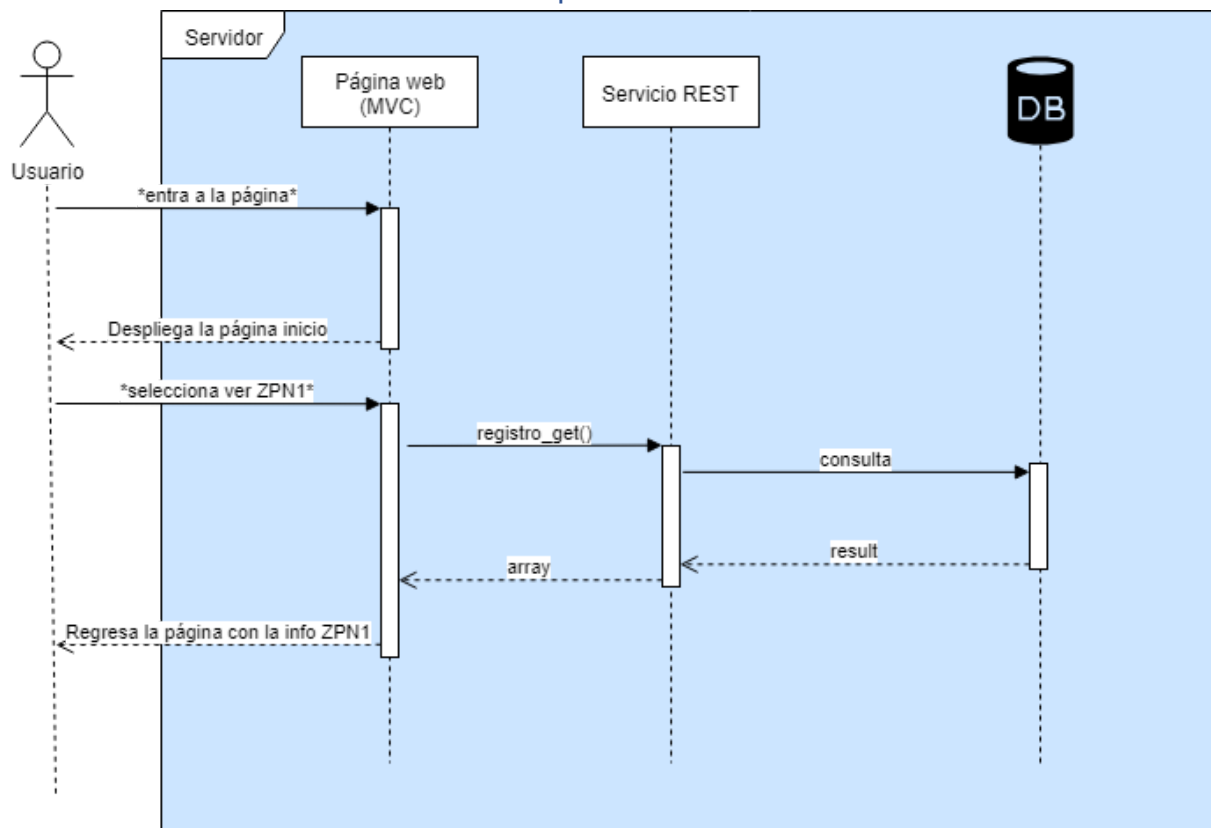 Servidor
Página web
(MVC)
Servicio REST
DB
Usuario
*entra a la página*
Despliega la página inicio
*selecciona ver ZPN1*
registro_get()
consulta
result
array
Regresa la página con la info ZPN1